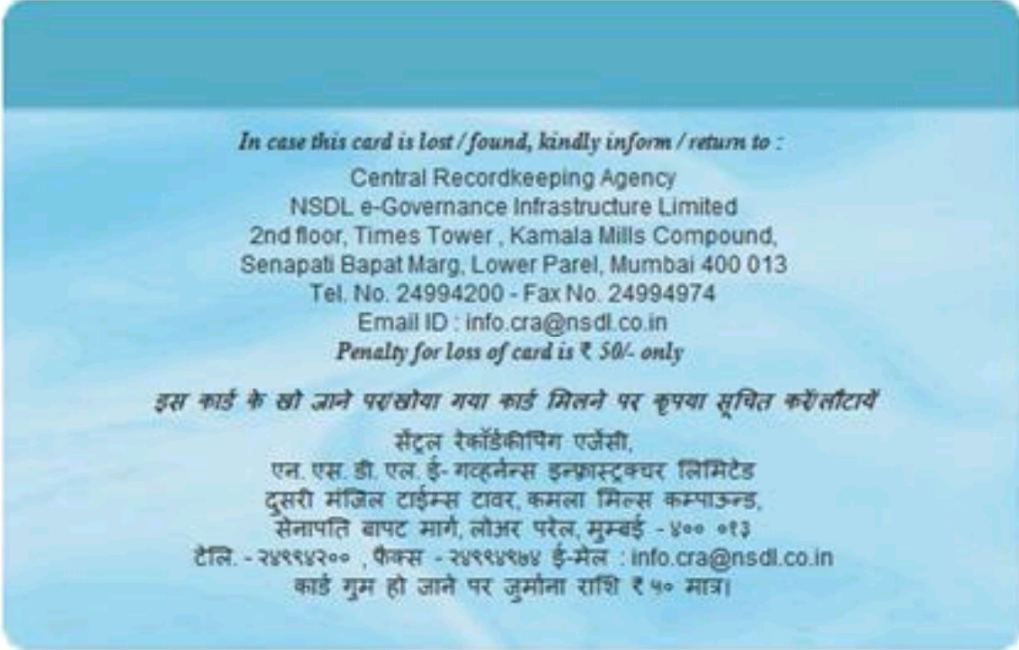 In case this card is lost / found, kindly inform / return to :
Central Recordkeeping Agency
NSDL e-Governance Infrastructure Limited
2nd floor, Times Tower , Kamala Mills Compound,
Senapati Bapat Marg, Lower Parel, Mumbai 400 013
Tel. No. 24994200 - Fax No. 24994974
Email ID : info.cra@nsdl.co.in
Penalty for loss of card is ₹ 50/- only
इस कार्ड के खो जाने पर/खोया गया कार्ड मिलने पर कृपया सूचित करें/लौटायें
सेंट्रल रेकॉर्डकीपिंग एजेंसी,
एन. एस. डी. एल. ई- गव्हर्नन्स इन्फ्रास्ट्रक्चर लिमिटेड
दुसरी मंजिल टाईम्स टावर, कमला मिल्स कम्पाऊन्ड,
सेनापति बापट मार्ग, लोअर परेल, मुम्बई - ४०० ०१३
टेलि. - २४९९४२०० , फैक्स - २४९९४९७४ ई-मेल : info.cra@nsdl.co.in
कार्ड गुम हो जाने पर जुर्माना राशि ₹ ५० मात्र।